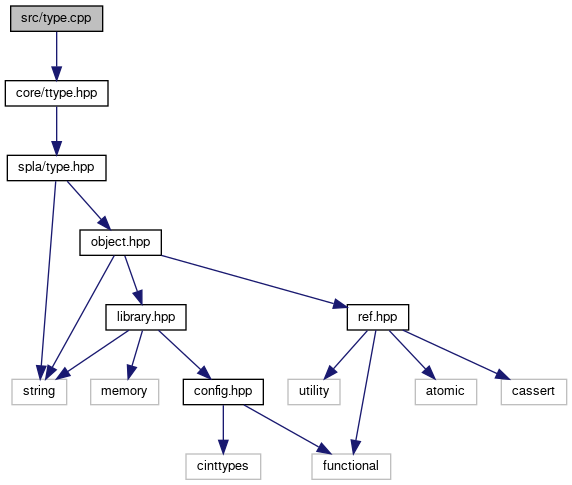 src/type.cpp
core/ttype.hpp
spla/type.hpp
object.hpp
library.hpp
ref.hpp
string
memory
config.hpp
utility
atomic
cassert
cinttypes
functional